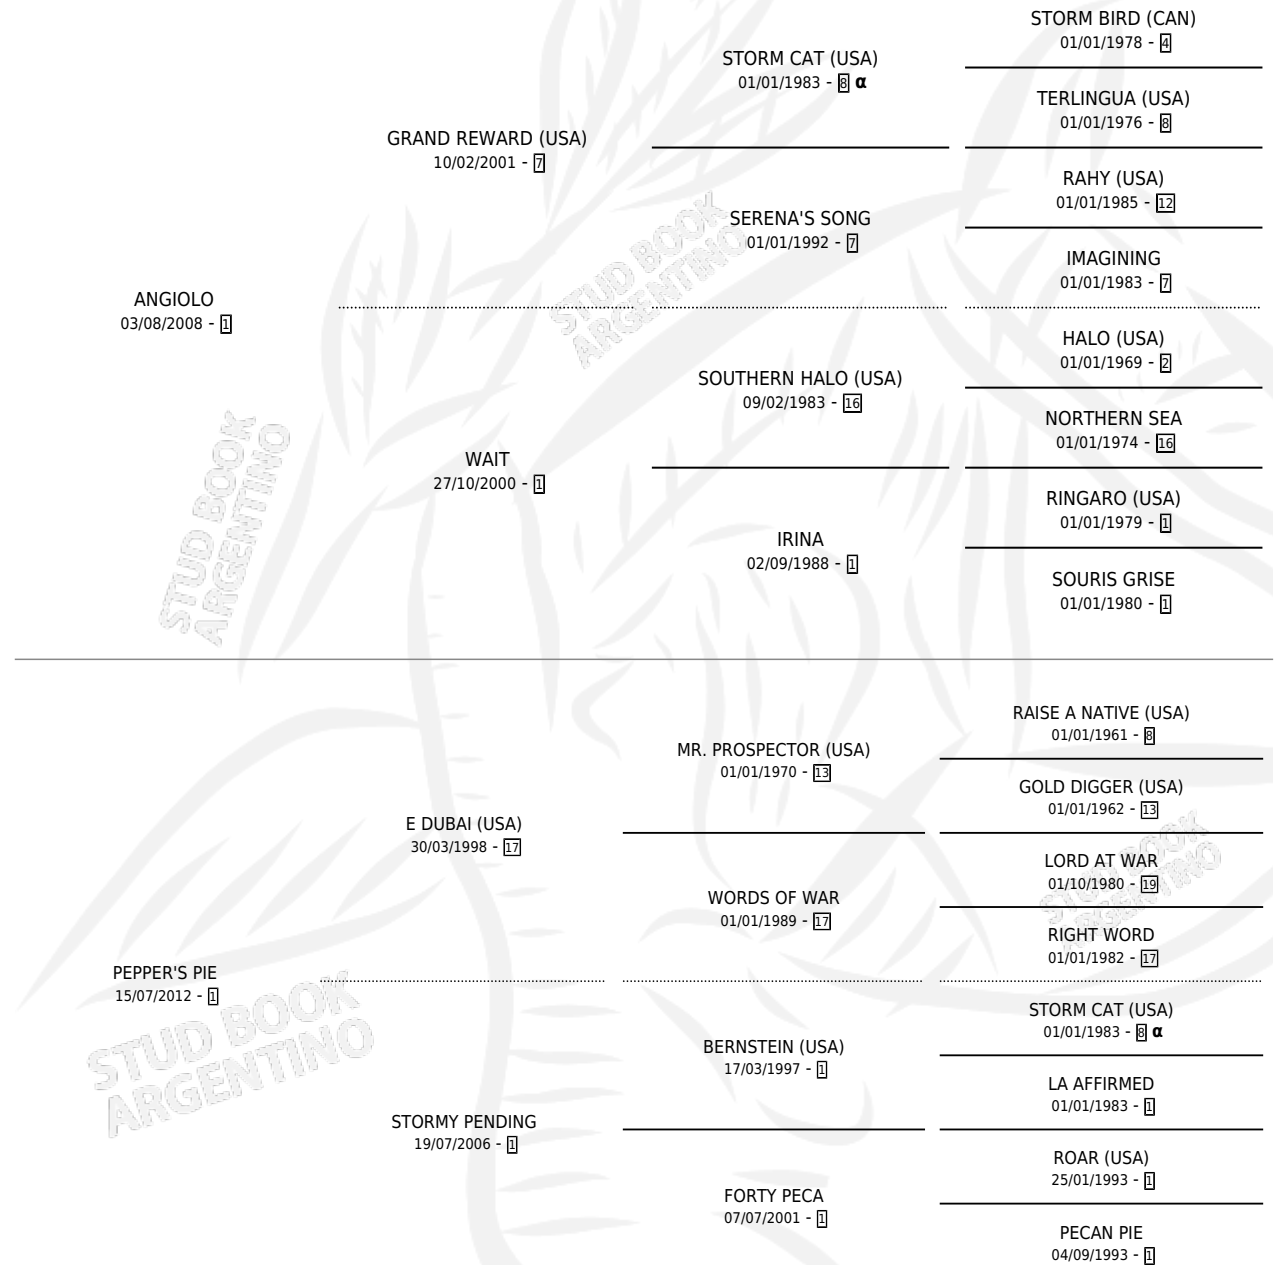 STORM BIRD (CAN)
01/01/1978 - 4
STORM CAT (USA)
01/01/1983 - 8 α
TERLINGUA (USA)
01/01/1976 - 8
GRAND REWARD (USA)
10/02/2001 - 7
RAHY (USA)
01/01/1985 - 12
SERENA'S SONG
01/01/1992 - 7
IMAGINING
01/01/1983 - 7
ANGIOLO
03/08/2008 - 1
HALO (USA)
01/01/1969 - 2
SOUTHERN HALO (USA)
09/02/1983 - 16
NORTHERN SEA
01/01/1974 - 16
WAIT
27/10/2000 - 1
RINGARO (USA)
01/01/1979 - 1
IRINA
02/09/1988 - 1
SOURIS GRISE
01/01/1980 - 1
RAISE A NATIVE (USA)
01/01/1961 - 8
MR. PROSPECTOR (USA)
01/01/1970 - 13
GOLD DIGGER (USA)
01/01/1962 - 13
E DUBAI (USA)
30/03/1998 - 17
LORD AT WAR
01/10/1980 - 19
WORDS OF WAR
01/01/1989 - 17
RIGHT WORD
01/01/1982 - 17
PEPPER'S PIE
15/07/2012 - 1
STORM CAT (USA)
01/01/1983 - 8 α
BERNSTEIN (USA)
17/03/1997 - 1
LA AFFIRMED
01/01/1983 - 1
STORMY PENDING
19/07/2006 - 1
ROAR (USA)
25/01/1993 - 1
FORTY PECA
07/07/2001 - 1
PECAN PIE
04/09/1993 - 1
STUD BOOK
ARGENTINO
STUD BOOK
ARGENTINO
STUD BOOK
ARGENTINO
STUD BOOK
ARGENTINO